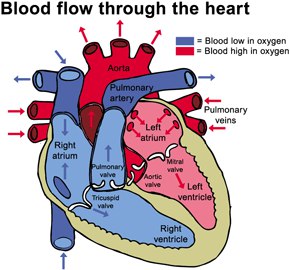 Blood flow through the heart
= Blood low in oxygen
= Blood high in oxygen
Aorta
Pulmonary
artery
Pulmonary
veins
Left
atrium
Right
atrium
Pulmonary
valve
Mitral
valve
Aortic
valve
Left
ventricle
Tricuspid
valve
Right
ventricle